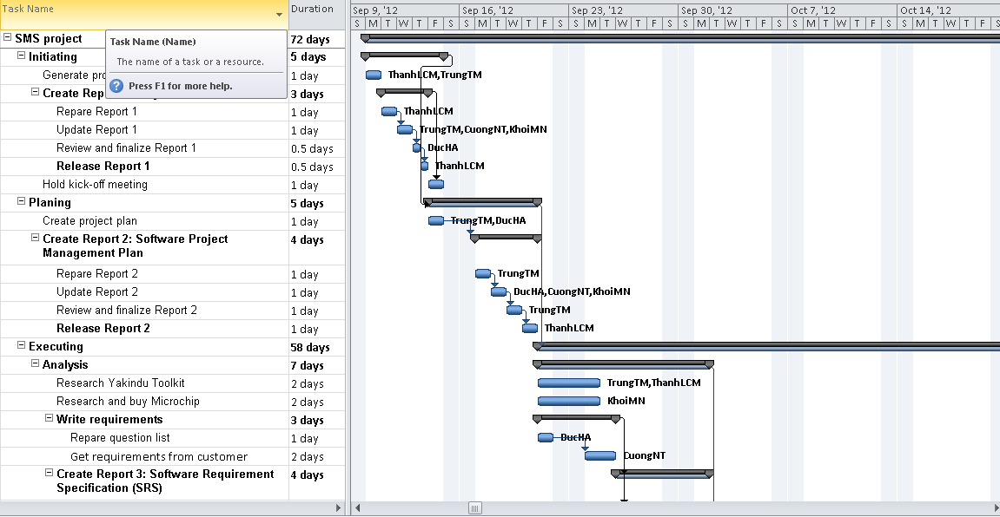 Task Name Duration Sep 9, '12 Sep 16, '12 Sep 23, '12 Sep 30, '12 Oct 7, '12 Oct 14, '12
S M T W T F S S M T W T F S S M T W T F S S M T W T F S S M T W T F S S M T W T F S
SMS project 72 days
Task Name (Name)
Initiating 5 days
The name of a task or a resource.
Generate pro 1 day ThanhLCM,TrungTM
Press F1 for more help.
Create Rep 3 days
Repare Report 1 1 day ThanhLCM
Update Report 1 1 day TrungTM,CuongNT,KhoiMN
Review and finalize Report 1 0.5 days DucHA
Release Report 1 0.5 days ThanhLCM
Hold kick-off meeting 1 day
Planing 5 days
Create project plan 1 day TrungTM,DucHA
Create Report 2: Software Project 4 days
Management Plan
Repare Report 2 1 day TrungTM
Update Report 2 1 day DucHA,CuongNT,KhoiMN
Review and finalize Report 2 1 day TrungTM
Release Report 2 1 day ThanhLCM
Executing 58 days
Analysis 7 days
Research Yakindu Toolkit 2 days TrungTM,ThanhLCM
Research and buy Microchip 2 days KhoiMN
Write requirements 3 days
Repare question list 1 day DucHA
Get requirements from customer 2 days CuongNT
Create Report 3: Software Requirement 4 days
Specification (SRS)